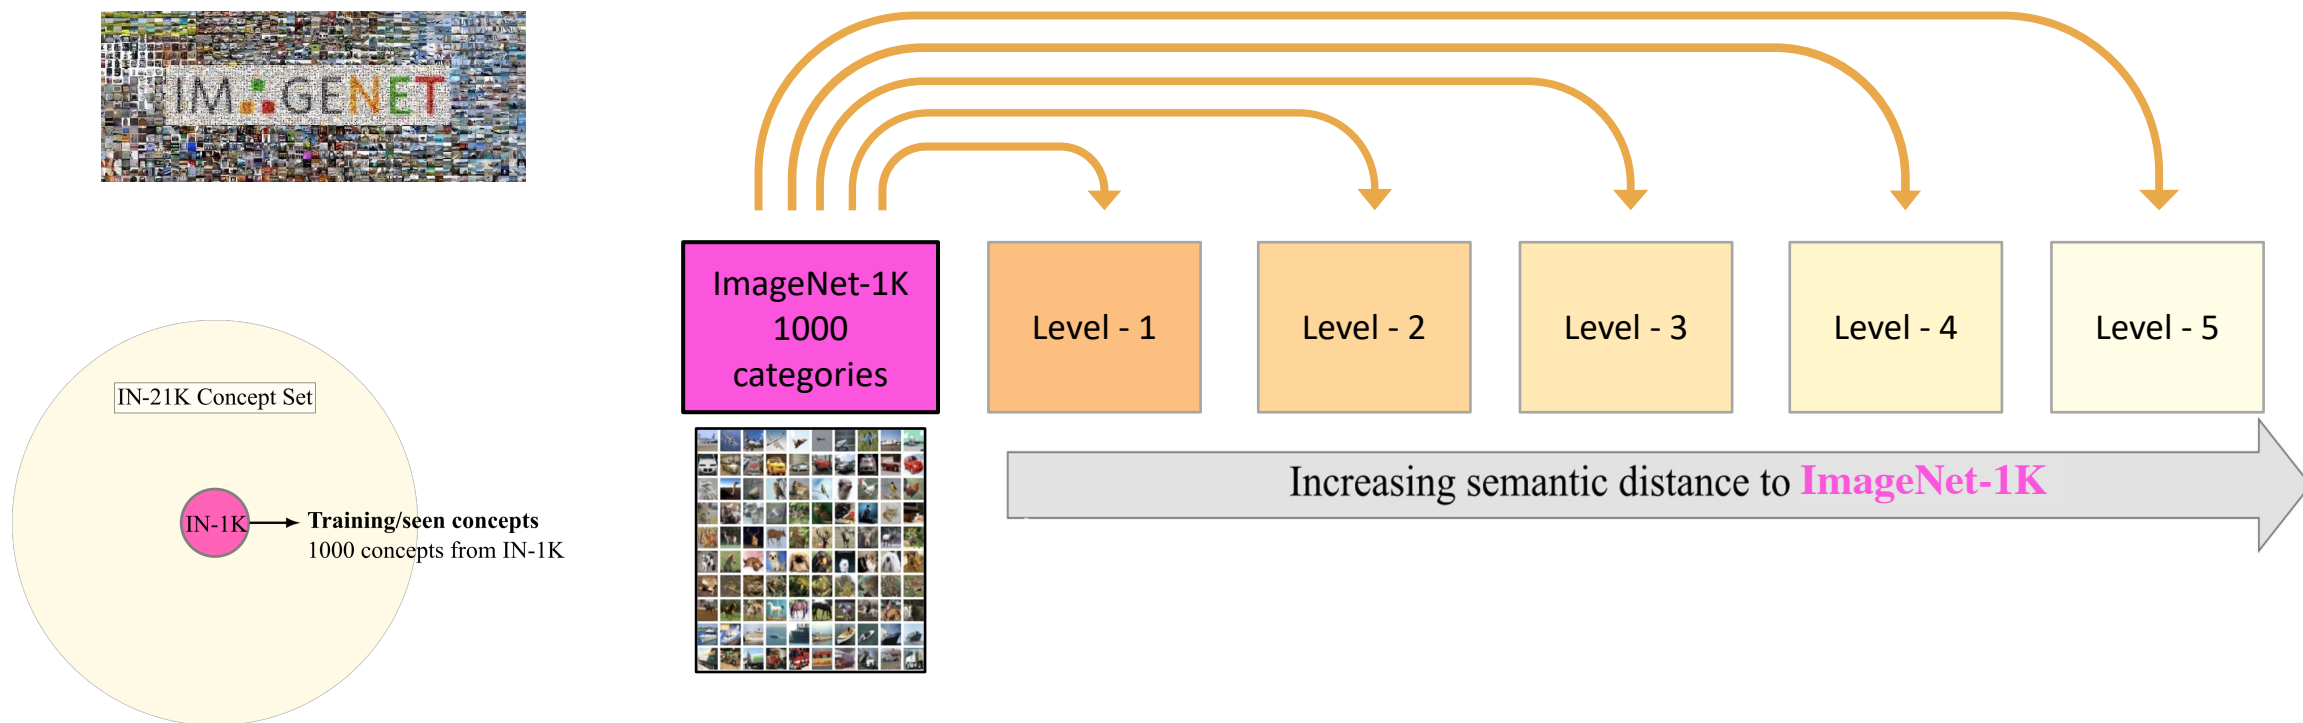 IMAGENET
IN-21K Concept Set
IN-1K
Training/seen concepts
1000 concepts from IN-1K
ImageNet-1K
1000
categories
Level - 1
Level - 2
Level - 3
Level - 4
Level - 5
Increasing semantic distance to ImageNet-1K